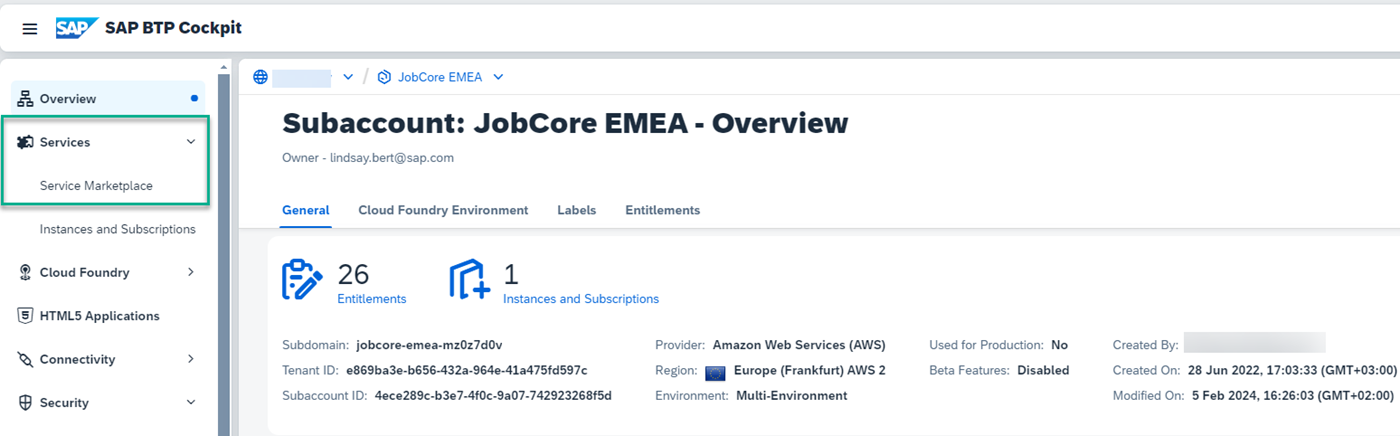 SAP SAP BTP Cockpit
JobCore EMEA
Overview
Services
Service Marketplace
Instances and Subscriptions
Cloud Foundry
HTML5 Applications
Connectivity
Security
Subaccount: JobCore EMEA - Overview
Owner - lindsay.bert@sap.com
General Cloud Foundry Environment Labels Entitlements
26 Entitlements
1 Instances and Subscriptions
Subdomain: jobcore-emea-mz0z7d0v
Tenant ID: e869ba3e-b656-432a-964e-41a475fd597c
Subaccount ID: 4ece289c-b3e7-4f0c-9a07-742923268f5d
Provider: Amazon Web Services (AWS)
Region: Europe (Frankfurt) AWS 2
Environment: Multi-Environment
Used for Production: No
Beta Features: Disabled
Created By:
Created On: 28 Jun 2022, 17:03:33 (GMT+03:00)
Modified On: 5 Feb 2024, 16:26:03 (GMT+02:00)